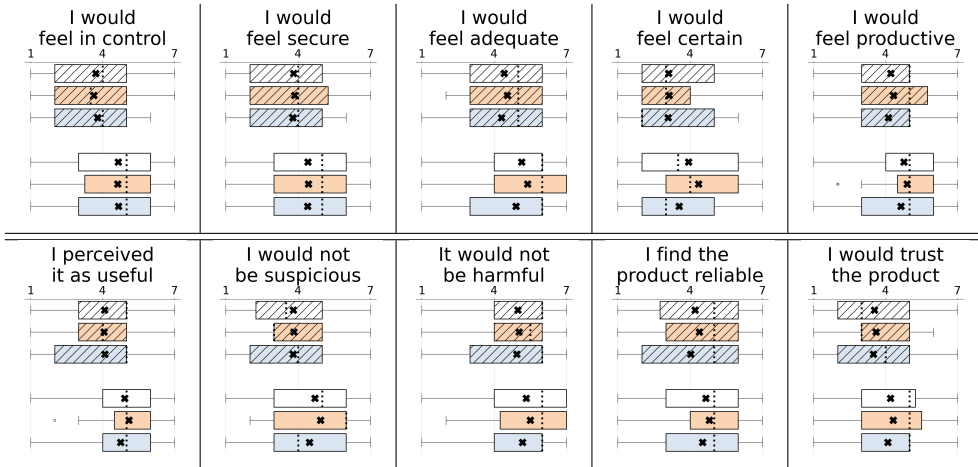 I would
feel in control
1 4 7
I would
feel secure
1 4 7
I would
feel adequate
1 4 7
I would
feel certain
1 4 7
I would
feel productive
1 4 7
I perceived
it as useful
1 4 7
I would not
be suspicious
1 4 7
It would not
be harmful
1 4 7
I find the
product reliable
1 4 7
I would trust
the product
1 4 7